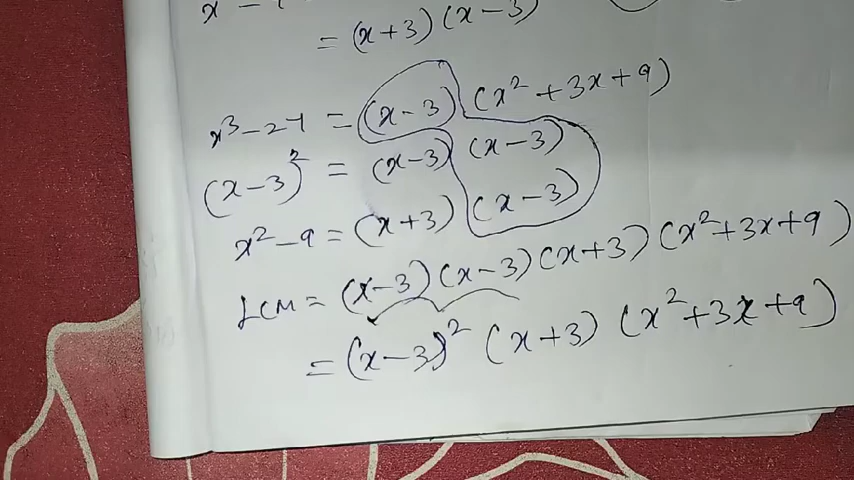 = (x+3)(x-3)
x³-27 = (x-3)(x²+3x+9)
(x-3)² = (x-3)(x-3)
x²-9 = (x+3)(x-3)
LCM = (x-3)(x-3)(x+3)(x²+3x+9)
= (x-3)²(x+3)(x²+3x+9)